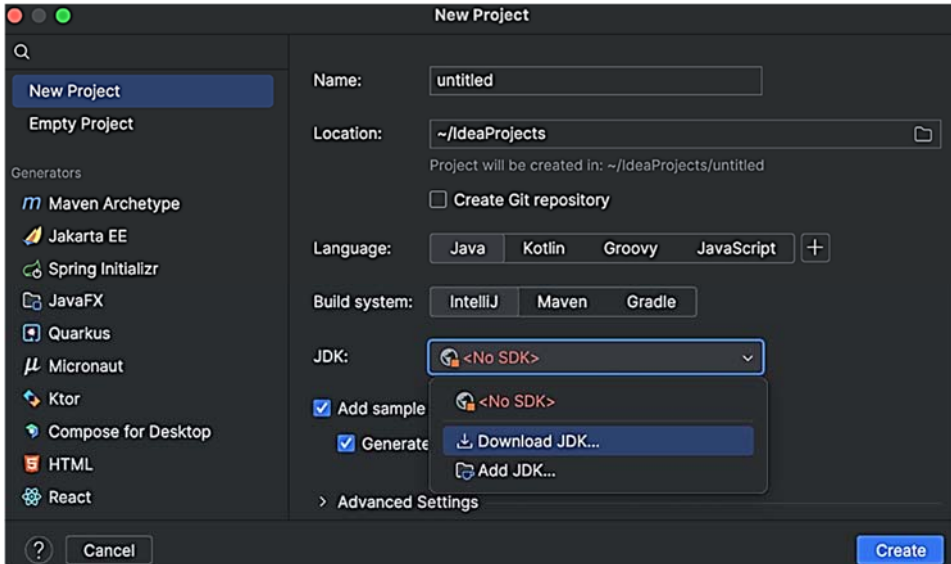 New Project
New Project
Empty Project
Generators
Maven Archetype
Jakarta EE
Spring Initializr
JavaFX
Quarkus
Micronaut
Ktor
Compose for Desktop
HTML
React
Name: untitled
Location: ~/IdeaProjects
Project will be created in: ~/IdeaProjects/untitled
Create Git repository
Language: Java Kotlin Groovy JavaScript +
Build system: IntelliJ Maven Gradle
JDK: <No SDK>
<No SDK>
Download JDK...
Add JDK...
Add sample
Generate
Advanced Settings
? Cancel Create